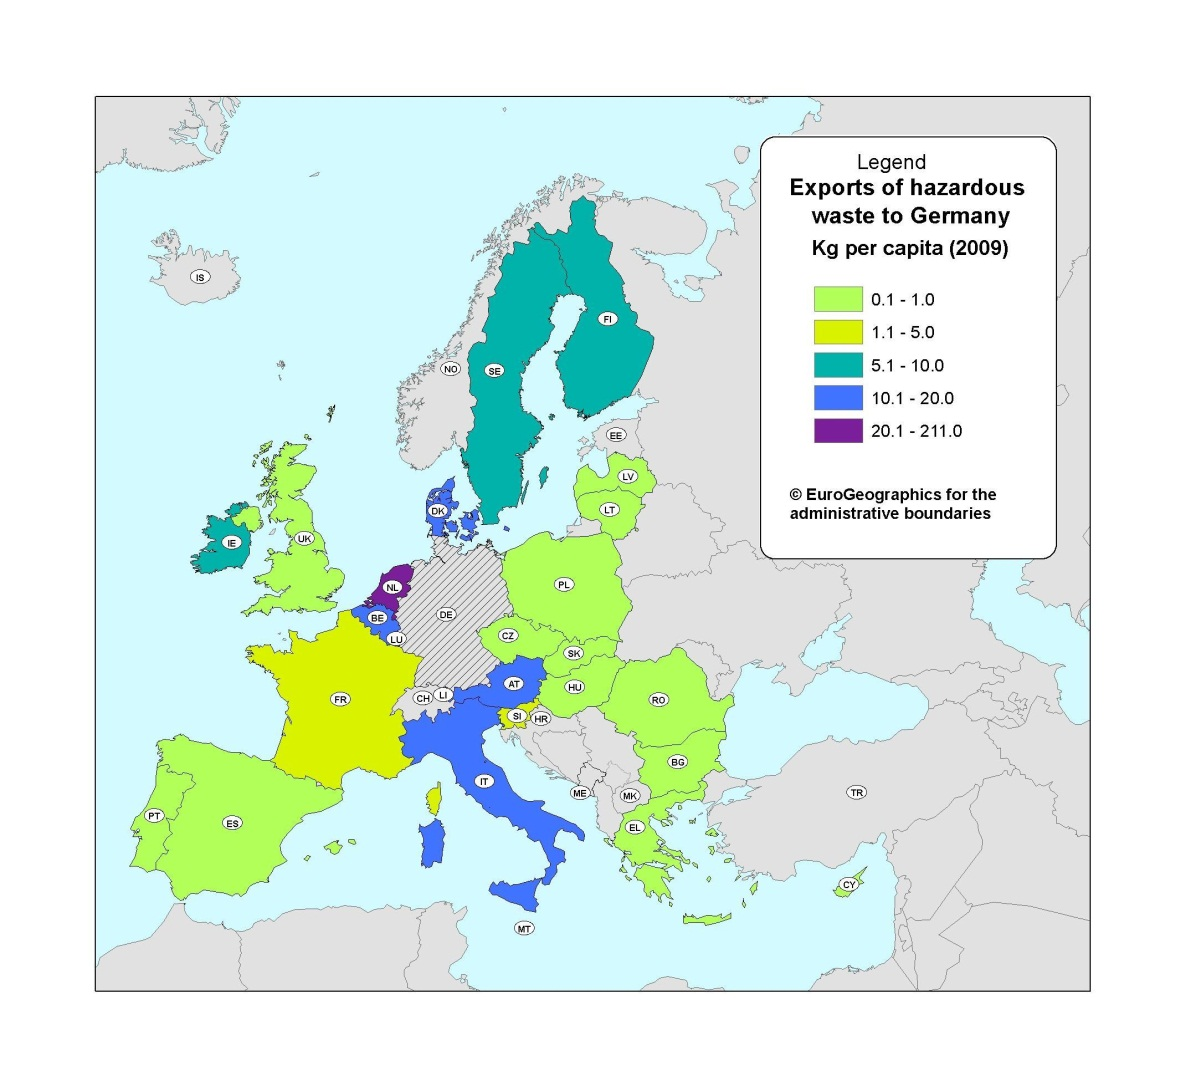 Legend
Exports of hazardous
waste to Germany
Kg per capita (2009)
0.1 - 1.0
1.1 - 5.0
5.1 - 10.0
10.1 - 20.0
20.1 - 211.0
© EuroGeographics for the
administrative boundaries
IS
FI
NO
SE
EE
LV
LT
DK
IE
UK
NL
PL
DE
BE
LU
CZ
SK
AT
HU
CH
LI
FR
RO
SI
HR
BG
IT
ME
MK
TR
PT
ES
EL
CY
MT